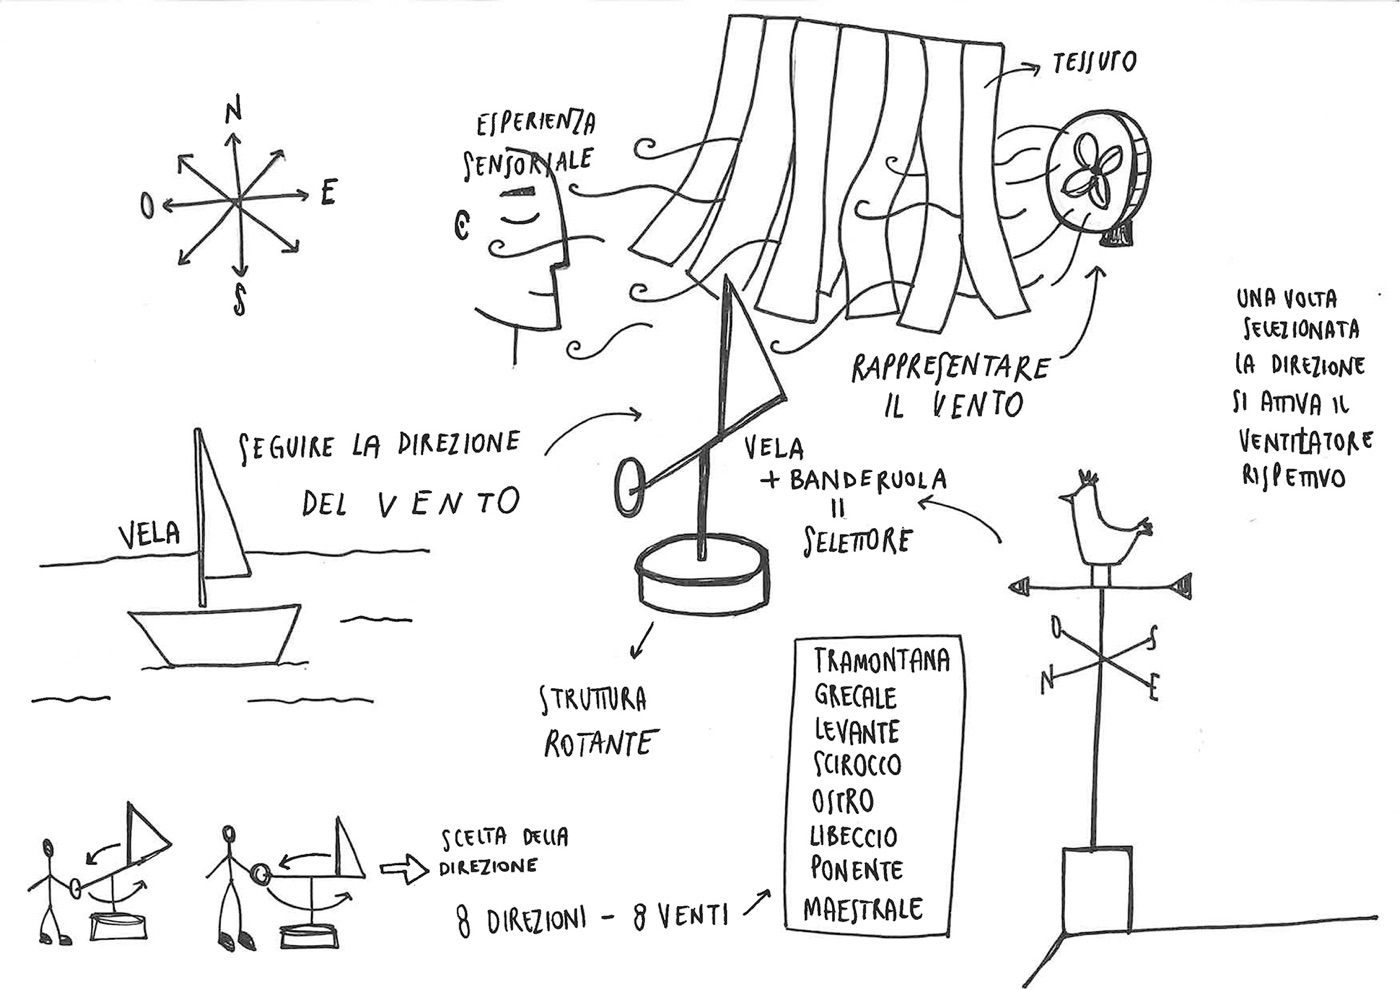 N
O
E
S
ESPERIENZA
SENSORIALE
TESSUTO
RAPPRESENTARE
IL VENTO
UNA VOLTA
SELEZIONATA
LA DIREZIONE
SI ATTIVA IL
VENTILATORE
RISPETTIVO
SEGUIRE LA DIREZIONE
DEL VENTO
VELA
VELA
+ BANDERUOLA
=
SELETTORE
O
S
N
E
STRUTTURA
ROTANTE
TRAMONTANA
GRECALE
LEVANTE
SCIROCCO
OSTRO
LIBECCIO
PONENTE
MAESTRALE
SCELTA DELLA
DIREZIONE
8 DIREZIONI - 8 VENTI